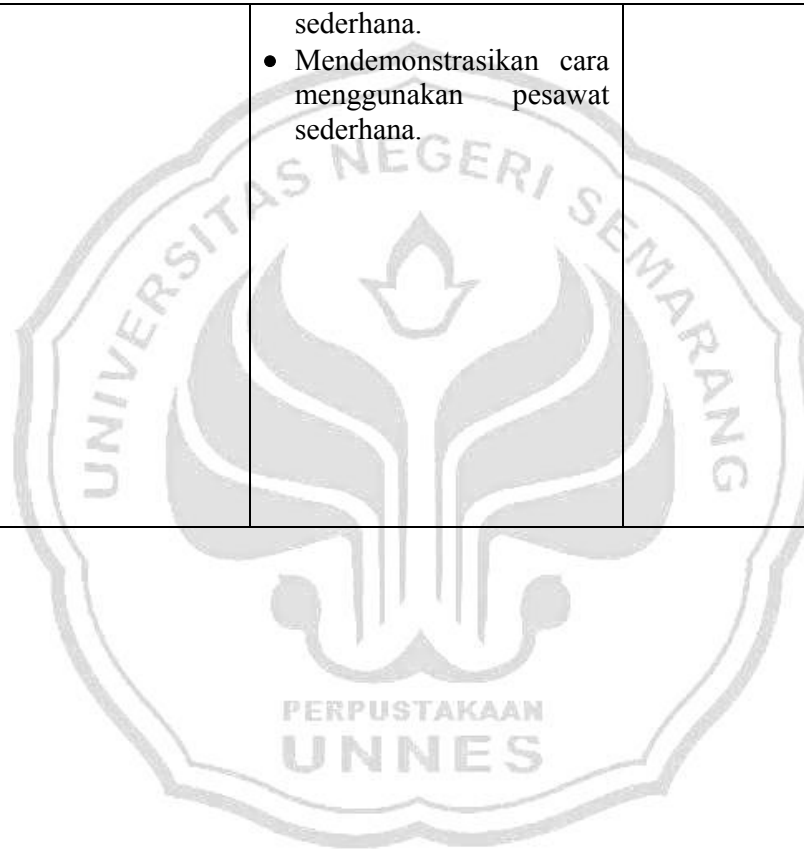 sederhana.
● Mendemonstrasikan cara
menggunakan pesawat
sederhana.
UNIVERSITAS NEGERI SEMARANG
PERPUSTAKAAN
UNNES